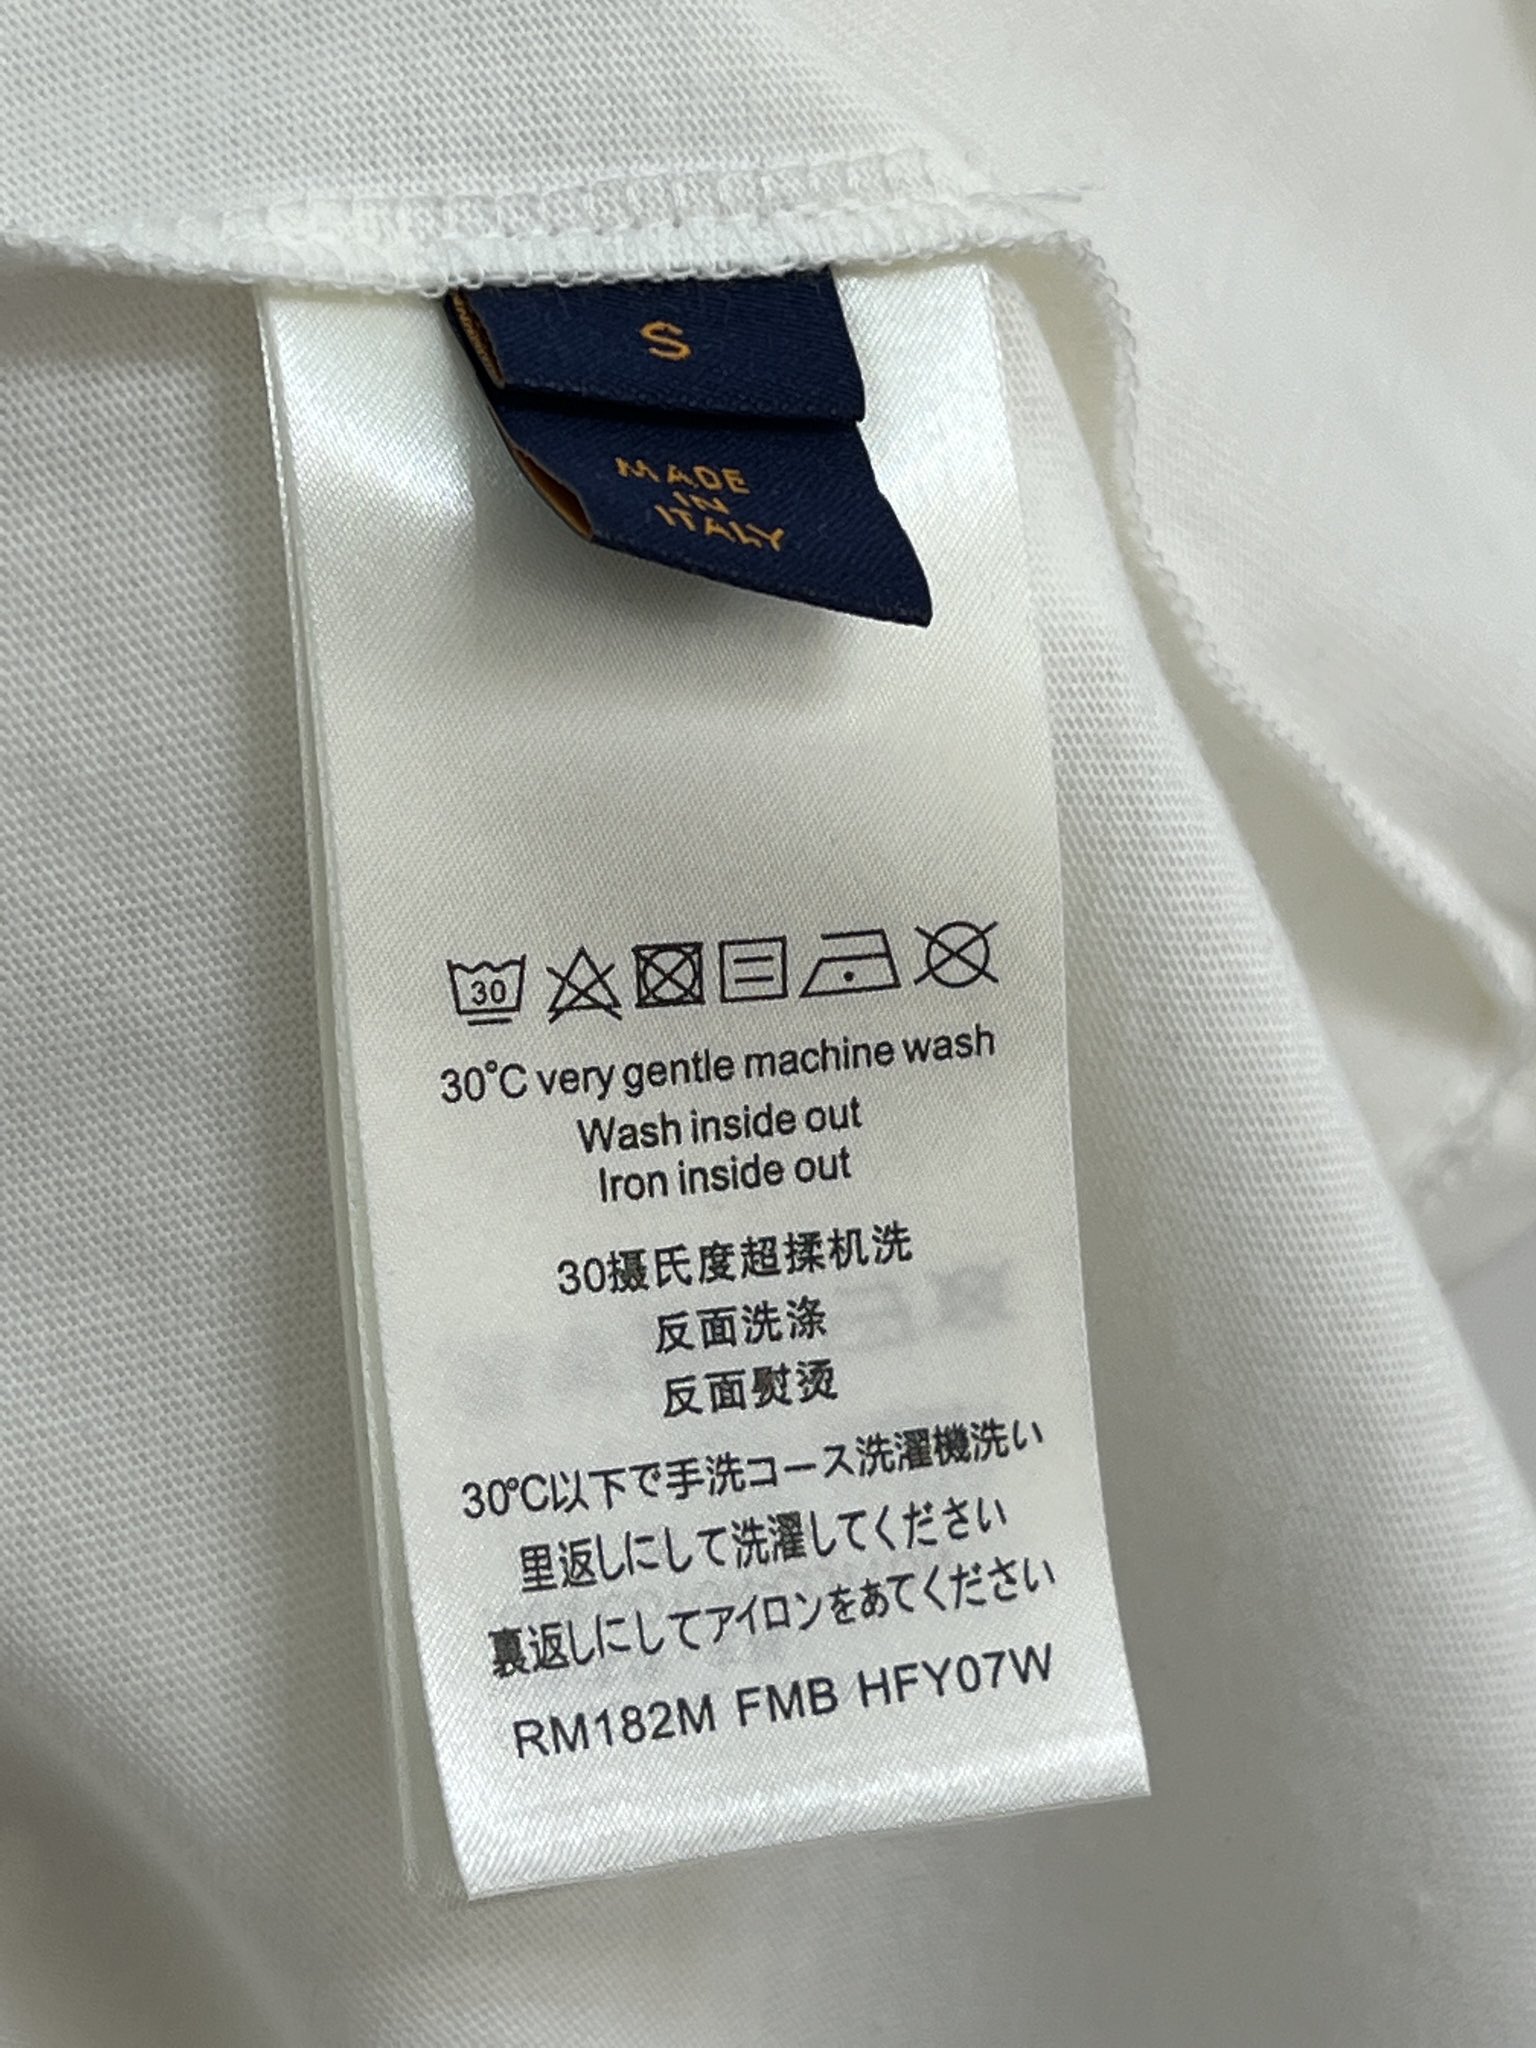 S
MADE
IN
ITALY
30
30°C very gentle machine wash
Wash inside out
Iron inside out
30摄氏度超揉机洗
反面洗涤
反面熨烫
30℃以下で手洗コース洗濯機洗い
里返しにして洗濯してください
裏返しにしてアイロンをあてください
RM182M FMB HFY07W